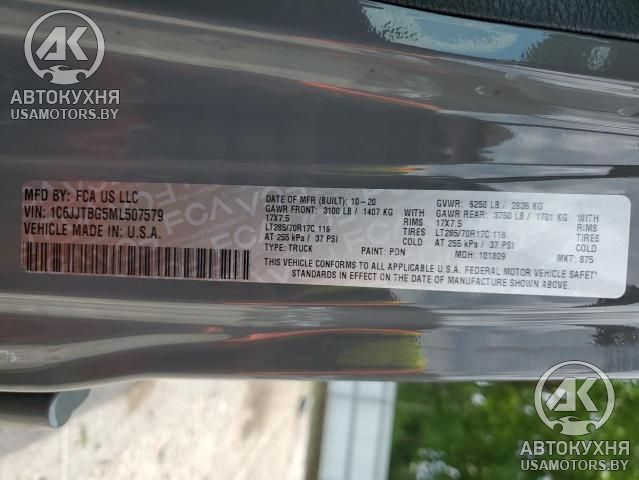 АК
АВТОКУХНЯ
USAMOTORS.BY
MFD BY: FCA US LLC
VIN: 1C6JJTBG5ML507579
VEHICLE MADE IN U.S.A.
DATE OF MFR (BUILT): 10-20
GAWR FRONT: 3100 LB / 1407 KG
17X7.5 RIMS
LT285/70R17C 116 TIRES
AT 255 kPa / 37 PSI COLD
TYPE: TRUCK PAINT: PDN
GVWR: 6250 LB / 2835 KG
GAWR REAR: 3750 LB / 1701 KG
17X7.5 RIMS
LT285/70R17C 116 TIRES
AT 255 kPa / 37 PSI COLD
MDH: 101809 MKT: 875
THIS VEHICLE CONFORMS TO ALL APPLICABLE U.S.A. FEDERAL MOTOR VEHICLE SAFETY
STANDARDS IN EFFECT ON THE DATE OF MANUFACTURE SHOWN ABOVE.
АК
АВТОКУХНЯ
USAMOTORS.BY